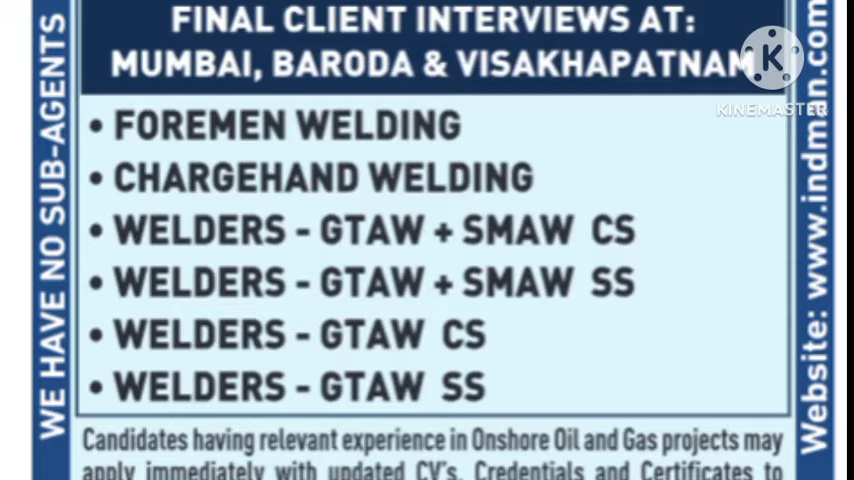 FINAL CLIENT INTERVIEWS AT:
MUMBAI, BARODA & VISAKHAPATNAM
K
KINEMASTER
• FOREMEN WELDING
• CHARGEHAND WELDING
• WELDERS - GTAW + SMAW CS
• WELDERS - GTAW + SMAW SS
• WELDERS - GTAW CS
• WELDERS - GTAW SS
Candidates having relevant experience in Onshore Oil and Gas projects may
apply immediately with updated CV's, Credentials and Certificates to
WE HAVE NO SUB-AGENTS
Website: www.indman.com